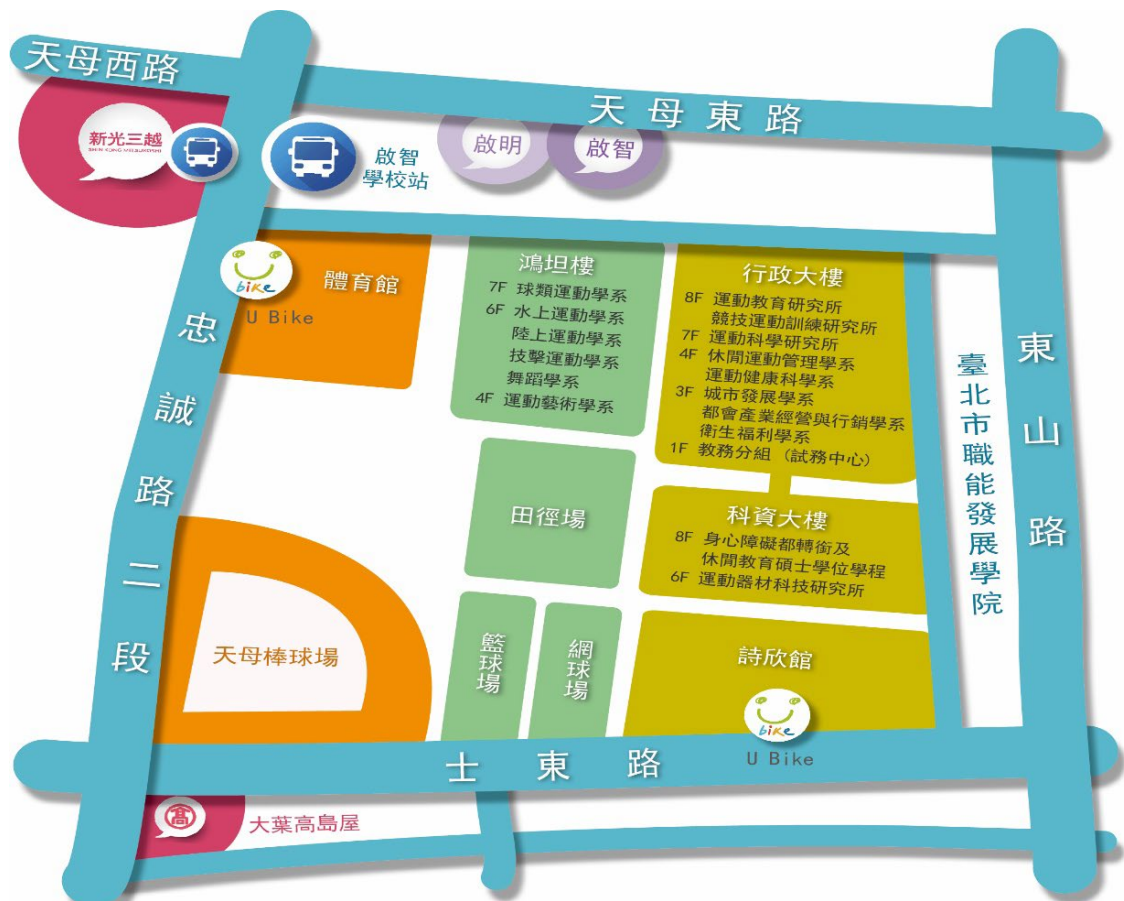 天母西路
天母東路
新光三越
SHIN KONG MITSUKOSHI
啟智
學校站
啟明
啟智
bike
U Bike
體育館
鴻坦樓
7F 球類運動學系
6F 水上運動學系
陸上運動學系
技擊運動學系
舞蹈學系
4F 運動藝術學系
行政大樓
8F 運動教育研究所
競技運動訓練研究所
7F 運動科學研究所
4F 休閒運動管理學系
運動健康科學系
3F 城市發展學系
都會產業經營與行銷學系
衛生福利學系
1F 教務分組（試務中心）
忠誠路二段
東山路
臺北市職能發展學院
田徑場
科資大樓
8F 身心障礙都轉銜及
休閒教育碩士學位學程
6F 運動器材科技研究所
天母棒球場
籃球場
網球場
詩欣館
bike
U Bike
士東路
髙
大葉高島屋